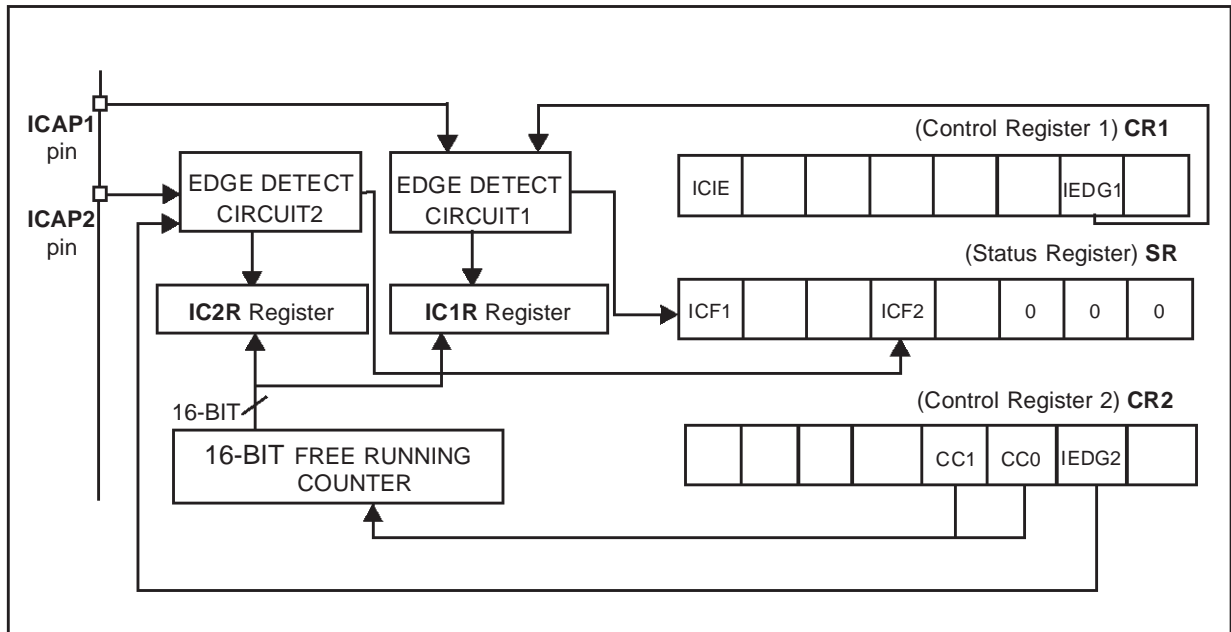 ICAP1
pin
ICAP2
pin
EDGE DETECT
CIRCUIT2
EDGE DETECT
CIRCUIT1
IC2R Register
IC1R Register
16-BIT
16-BIT FREE RUNNING
COUNTER
(Control Register 1) CR1
ICIE IEDG1
(Status Register) SR
ICF1 ICF2 0 0 0
(Control Register 2) CR2
CC1 CC0 IEDG2